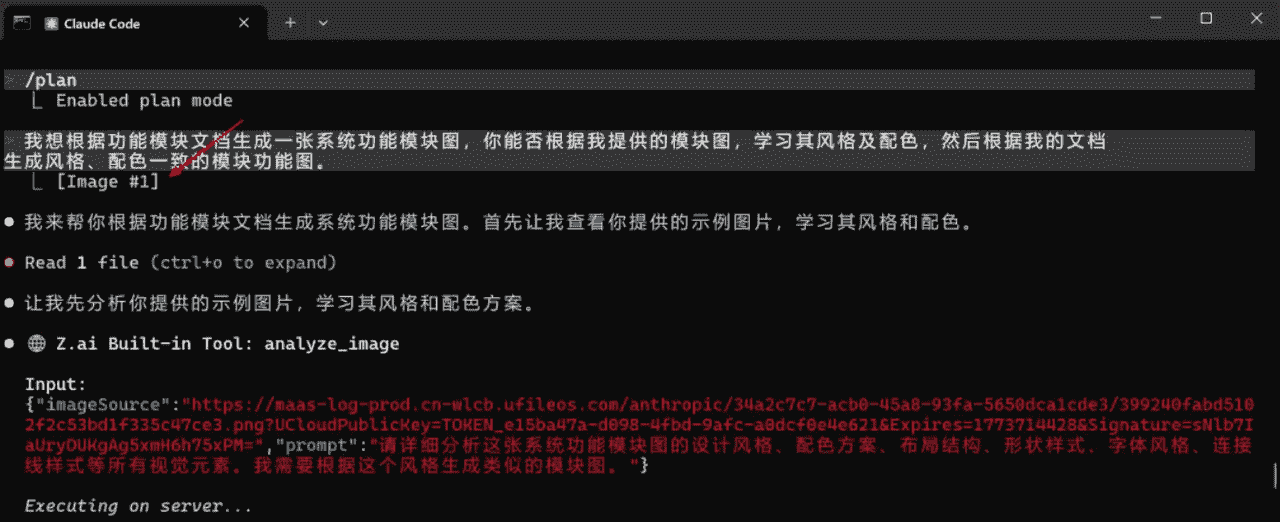 Claude Code
/plan
Enabled plan mode
我想根据功能模块文档生成一张系统功能模块图，你能否根据我提供的模块图，学习其风格及配色，然后根据我的文档
生成风格、配色一致的模块功能图。
[Image #1]
我来帮你根据功能模块文档生成系统功能模块图。首先让我查看你提供的示例图片，学习其风格和配色。
Read 1 file (ctrl+o to expand)
让我先分析你提供的示例图片，学习其风格和配色方案。
Z.ai Built-in Tool: analyze_image
Input:
{"imageSource":"https://maas-log-prod.cn-wlcb.ufileos.com/anthropic/34a2c7c7-acb0-45a8-93fa-5650dca1cde3/399240fabd510
2f2c53bd1f335c47ce3.png?UCloudPublicKey=TOKEN_e15ba47a-d098-4fbd-9afc-a0dcf0e4e621&Expires=1773714428&Signature=sNlb7I
aUryDUKgAg5xmH6h75xPM=","prompt":"请详细分析这张系统功能模块图的设计风格、配色方案、布局结构、形状样式、字体风格、连接
线样式等所有视觉元素。我需要根据这个风格生成类似的模块图。"}
Executing on server...